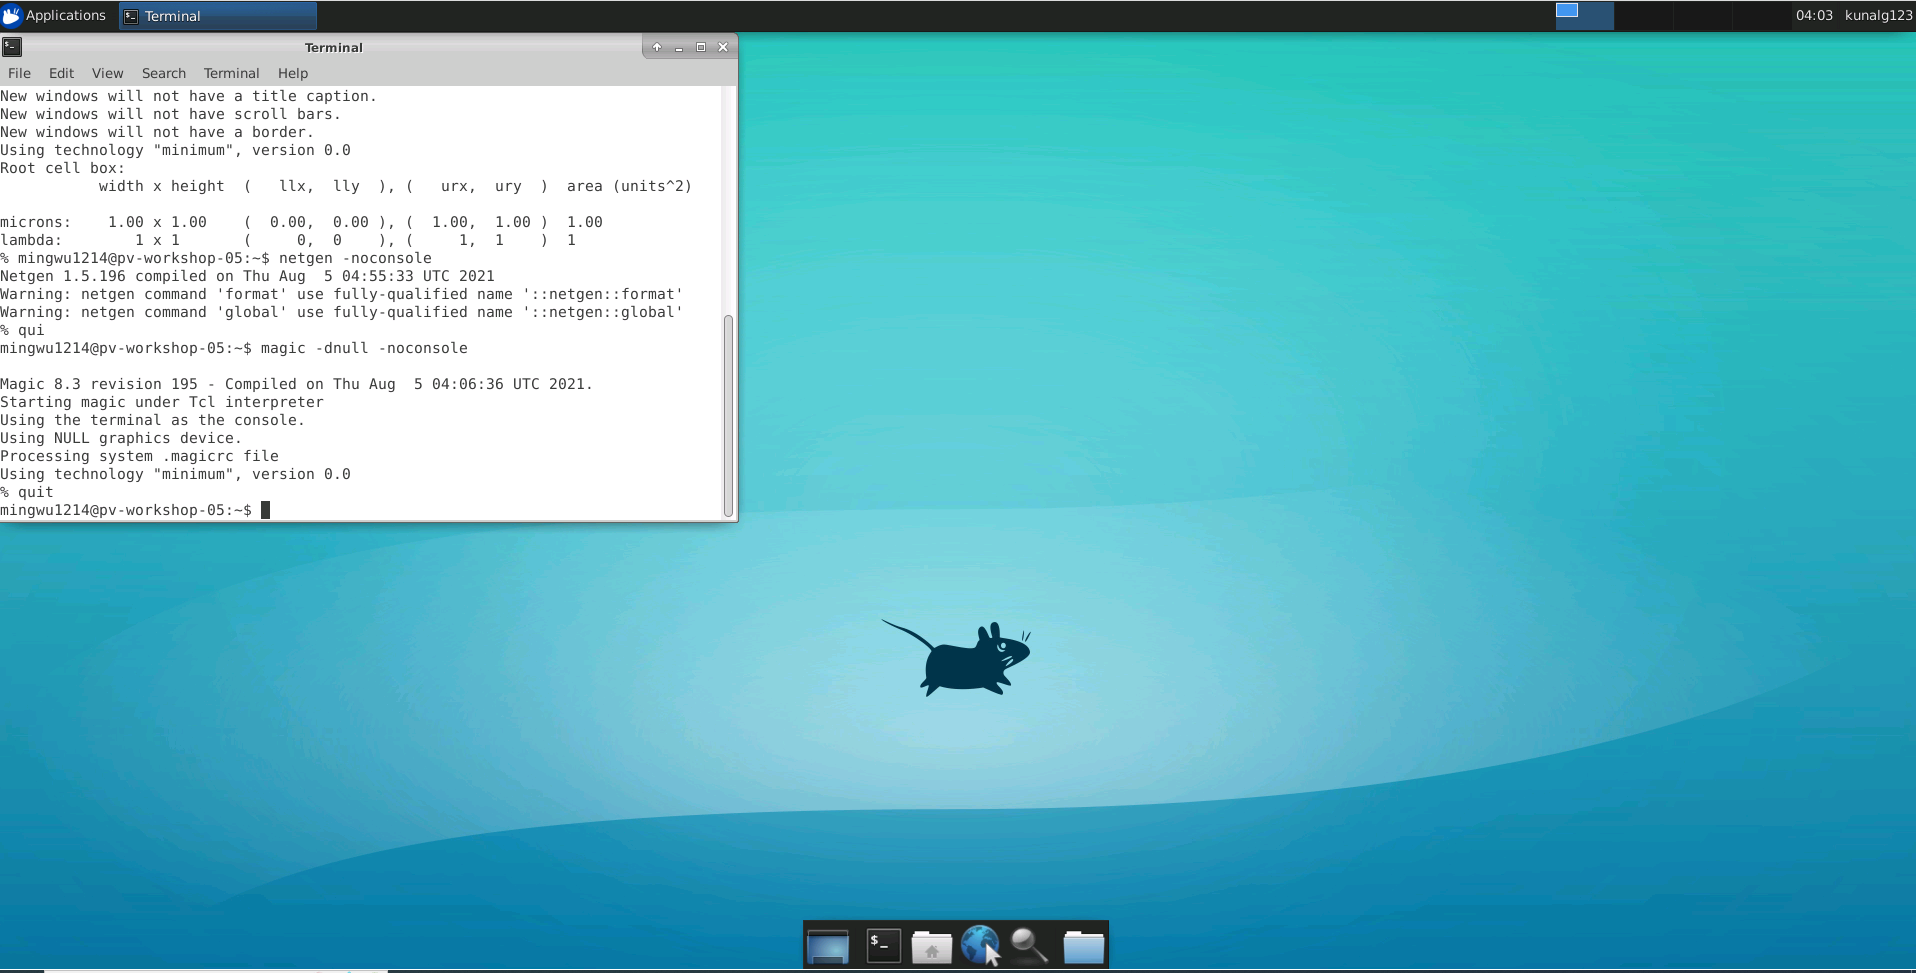 Applications Terminal 04:03 kunalg123
Terminal
File Edit View Search Terminal Help
New windows will not have a title caption.
New windows will not have scroll bars.
New windows will not have a border.
Using technology "minimum", version 0.0
Root cell box:
width x height ( llx, lly ), ( urx, ury ) area (units^2)
microns: 1.00 x 1.00 ( 0.00, 0.00 ), ( 1.00, 1.00 ) 1.00
lambda: 1 x 1 ( 0, 0 ), ( 1, 1 ) 1
% mingwu1214@pv-workshop-05:~$ netgen -noconsole
Netgen 1.5.196 compiled on Thu Aug 5 04:55:33 UTC 2021
Warning: netgen command 'format' use fully-qualified name '::netgen::format'
Warning: netgen command 'global' use fully-qualified name '::netgen::global'
% qui
mingwu1214@pv-workshop-05:~$ magic -dnull -noconsole
Magic 8.3 revision 195 - Compiled on Thu Aug 5 04:06:36 UTC 2021.
Starting magic under Tcl interpreter
Using the terminal as the console.
Using NULL graphics device.
Processing system .magicrc file
Using technology "minimum", version 0.0
% quit
mingwu1214@pv-workshop-05:~$
$_